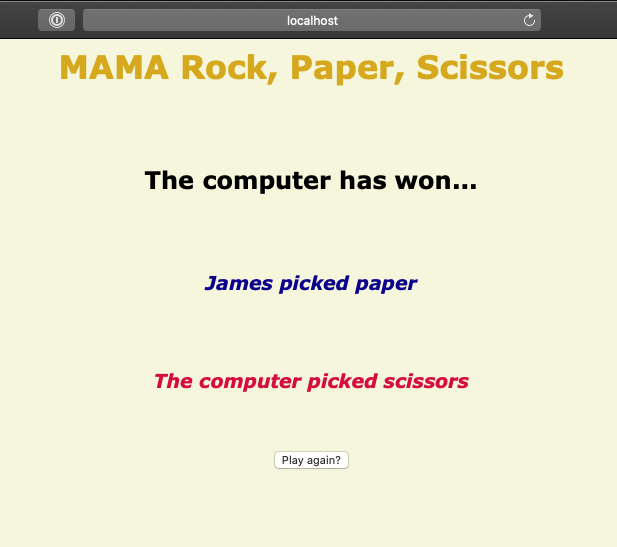 localhost
MAMA Rock, Paper, Scissors
The computer has won...
James picked paper
The computer picked scissors
Play again?